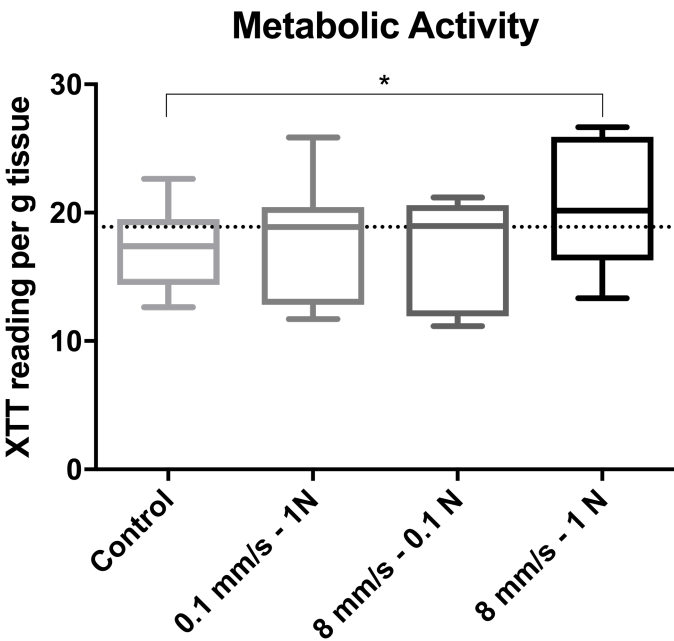 Metabolic Activity
XTT reading per g tissue
30
20
10
0
*
Control
0.1 mm/s - 1N
8 mm/s - 0.1 N
8 mm/s - 1 N